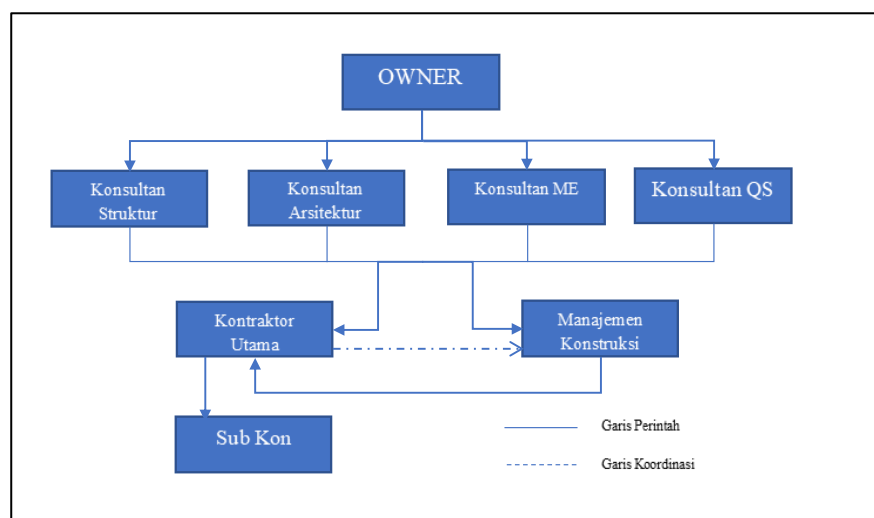 OWNER
Konsultan
Struktur
Konsultan
Arsitektur
Konsultan ME
Konsultan QS
Kontraktor
Utama
Manajemen
Konstruksi
Sub Kon
Garis Perintah
Garis Koordinasi